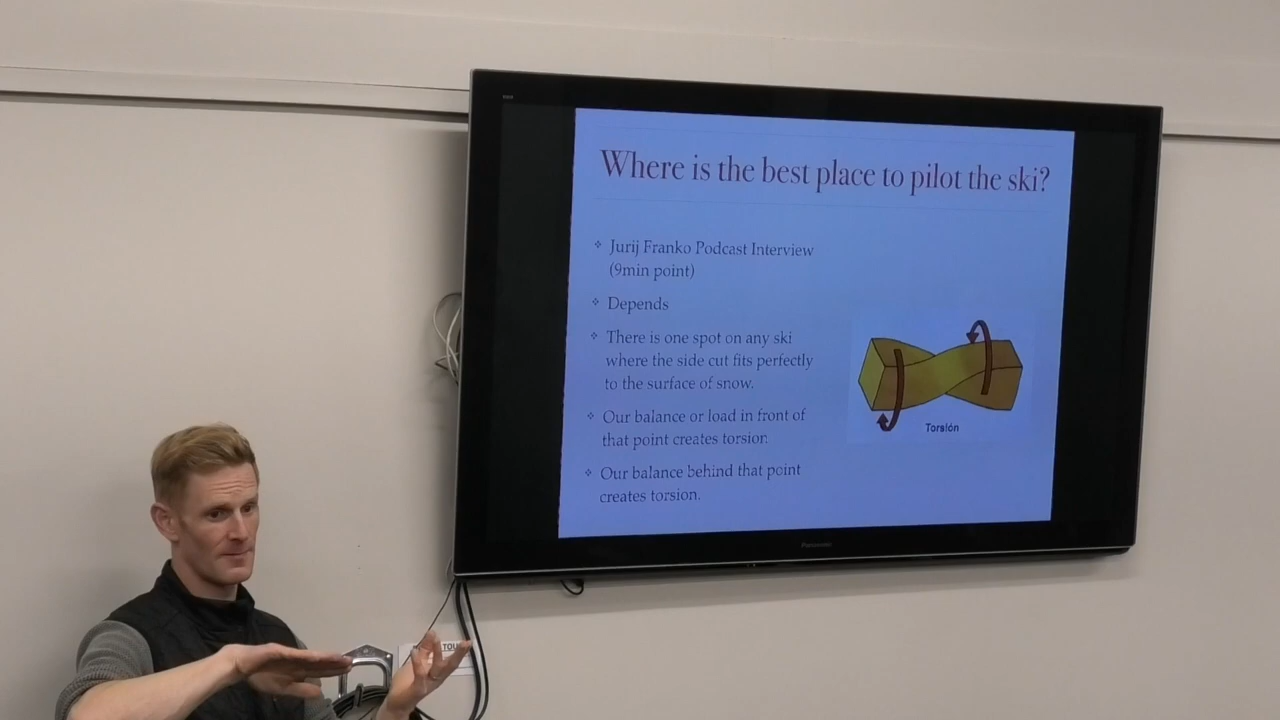 Where is the best place to pilot the ski?
Jurij Franko Podcast Interview
(9min point)
Depends
There is one spot on any ski
where the side cut fits perfectly
to the surface of snow.
Our balance or load in front of
that point creates torsion.
Our balance behind that point
creates torsion.
Torsión
Panasonic
TOU